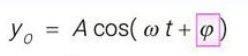 y₀ = A cos( ω t + φ )